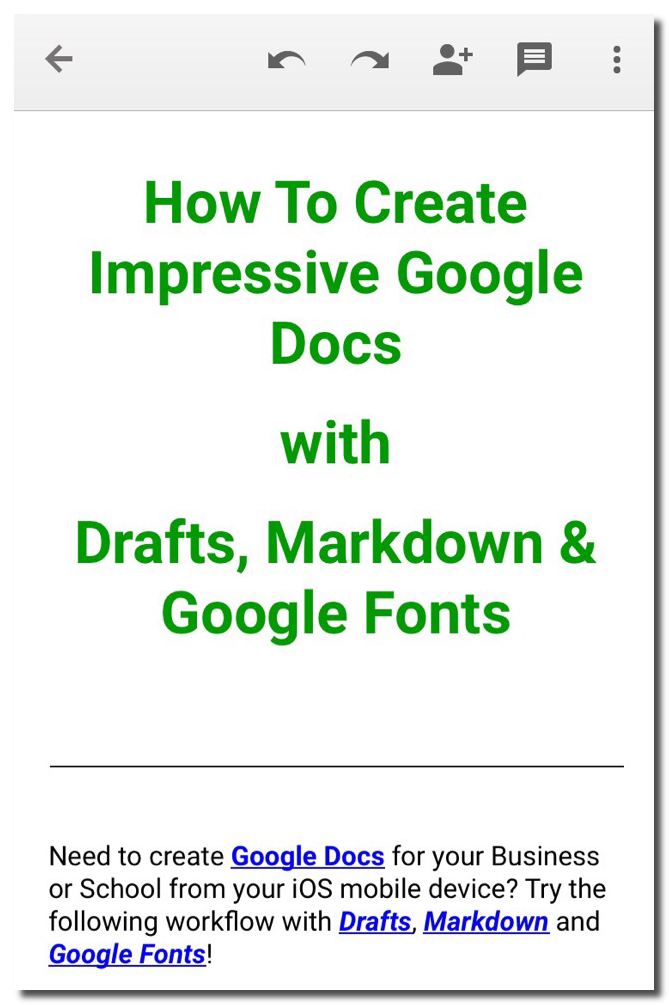 How To Create
Impressive Google
Docs
with
Drafts, Markdown &
Google Fonts
Need to create Google Docs for your Business
or School from your iOS mobile device? Try the
following workflow with Drafts, Markdown and
Google Fonts!